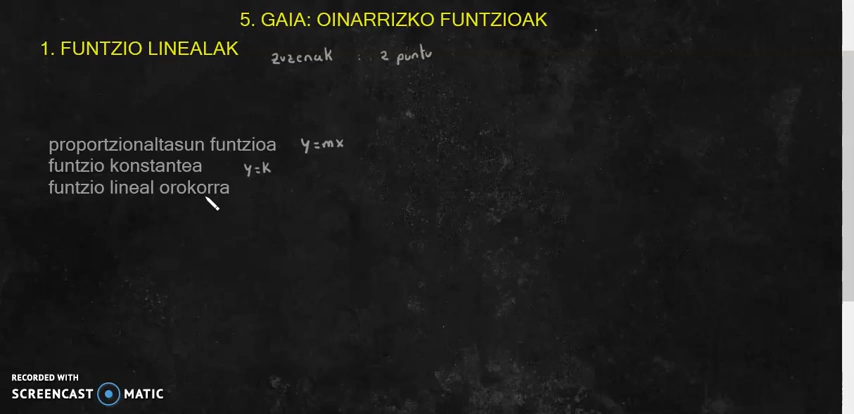 5. GAIA: OINARRIZKO FUNTZIOAK
1. FUNTZIO LINEALAK zuzenak : 2 puntu
proportzionaltasun funtzioa y=mx
funtzio konstantea y=k
funtzio lineal orokorra
RECORDED WITH
SCREENCAST MATIC